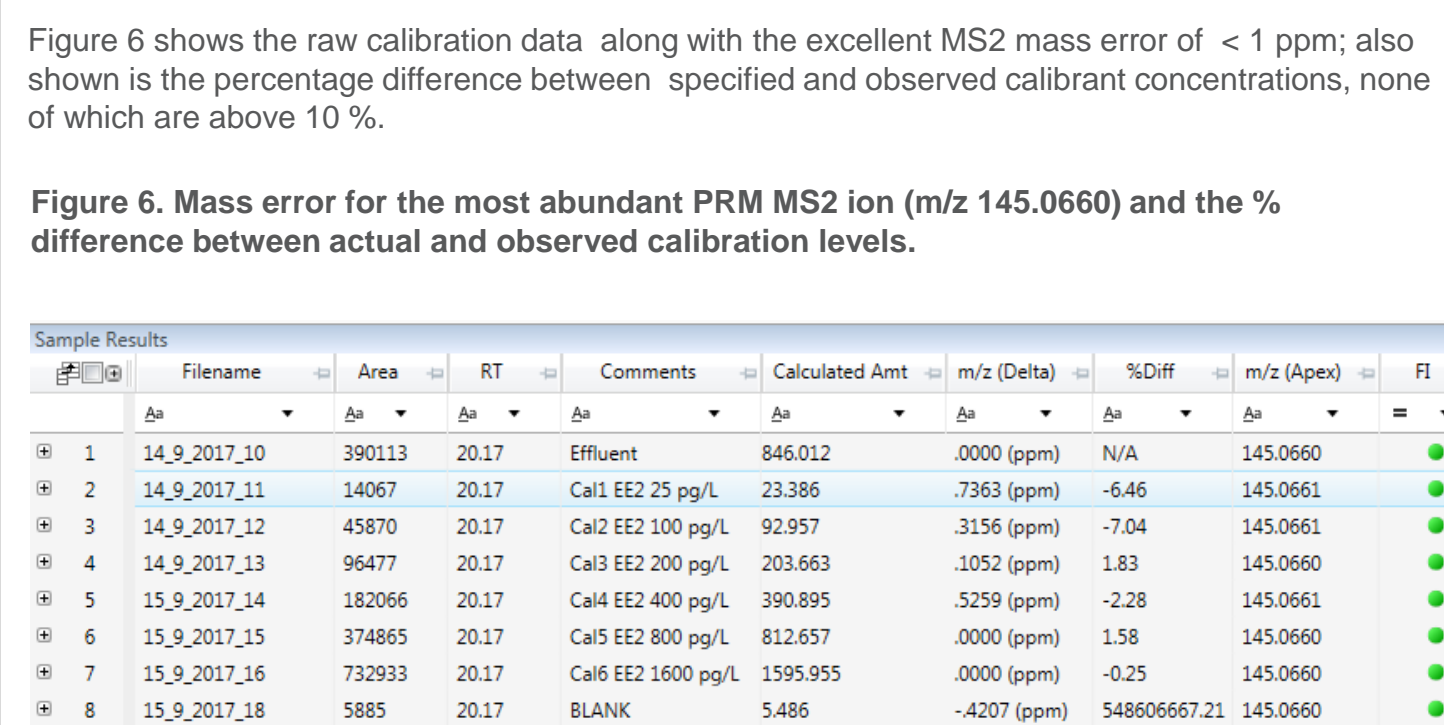 Figure 6 shows the raw calibration data along with the excellent MS2 mass error of < 1 ppm; also
shown is the percentage difference between specified and observed calibrant concentrations, none
of which are above 10 %.
Figure 6. Mass error for the most abundant PRM MS2 ion (m/z 145.0660) and the %
difference between actual and observed calibration levels.
Sample Results
Filename Area RT Comments Calculated Amt m/z (Delta) %Diff m/z (Apex) FI
Aa Aa Aa Aa Aa Aa Aa Aa =
1 14_9_2017_10 390113 20.17 Effluent 846.012 .0000 (ppm) N/A 145.0660
2 14_9_2017_11 14067 20.17 Cal1 EE2 25 pg/L 23.386 .7363 (ppm) -6.46 145.0661
3 14_9_2017_12 45870 20.17 Cal2 EE2 100 pg/L 92.957 .3156 (ppm) -7.04 145.0661
4 14_9_2017_13 96477 20.17 Cal3 EE2 200 pg/L 203.663 .1052 (ppm) 1.83 145.0660
5 15_9_2017_14 182066 20.17 Cal4 EE2 400 pg/L 390.895 .5259 (ppm) -2.28 145.0661
6 15_9_2017_15 374865 20.17 Cal5 EE2 800 pg/L 812.657 .0000 (ppm) 1.58 145.0660
7 15_9_2017_16 732933 20.17 Cal6 EE2 1600 pg/L 1595.955 .0000 (ppm) -0.25 145.0660
8 15_9_2017_18 5885 20.17 BLANK 5.486 -.4207 (ppm) 548606667.21 145.0660